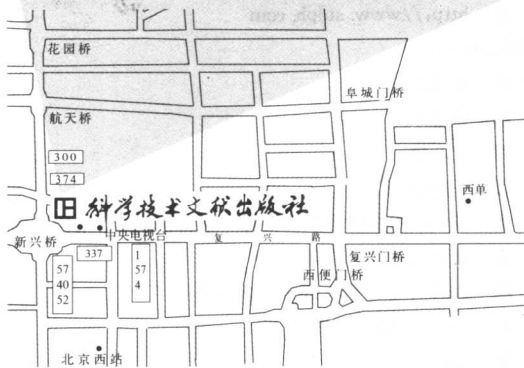 花园桥
阜城门桥
航天桥
300
374
西单
科学技术文献出版社
新兴桥
中央电视台
复兴路
337
1
57
4
57
40
52
复兴门桥
西便门桥
北京西站